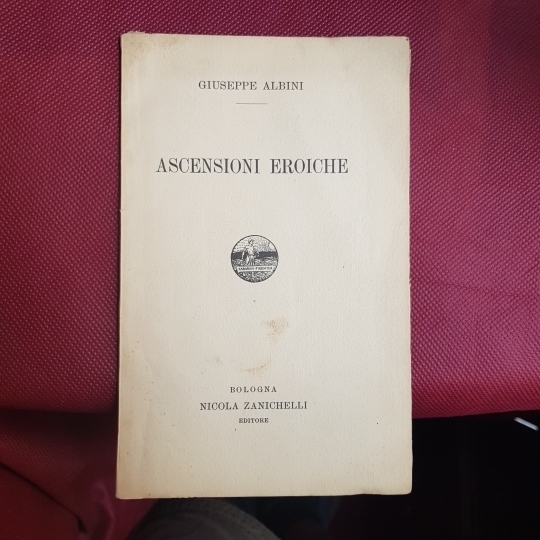 GIUSEPPE ALBINI
ASCENSIONI EROICHE
BOLOGNA
NICOLA ZANICHELLI
EDITORE